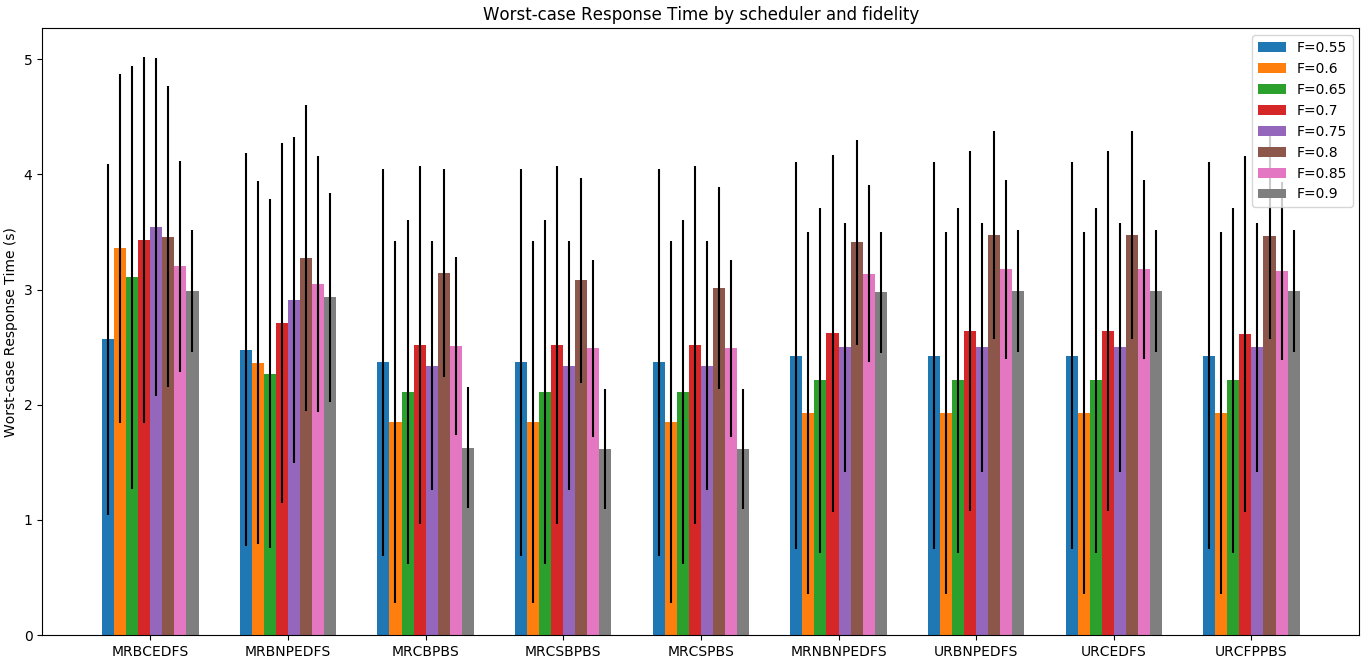 Worst-case Response Time by scheduler and fidelity
Worst-case Response Time (s)
5
4
3
2
1
0
F=0.55
F=0.6
F=0.65
F=0.7
F=0.75
F=0.8
F=0.85
F=0.9
MRBCEDFS MRBNPEDFS MRCBPBS MRCSBPBS MRCSPBS MRNBNPEDFS URBNPEDFS URCEDFS URCFPPBS